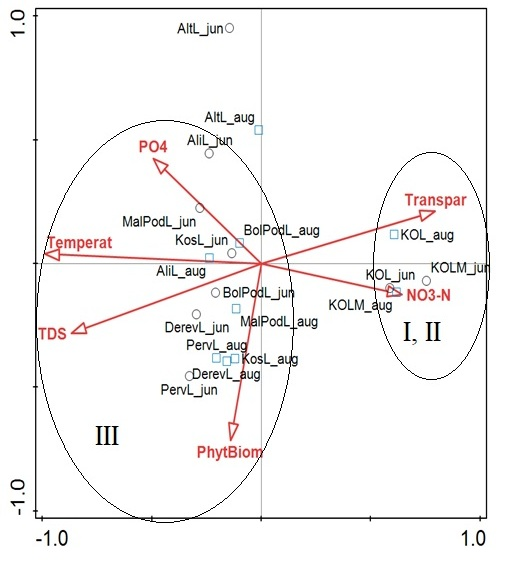 1.0
AltL_jun
AltL_aug
AliL_jun
PO4
Transpar
MalPodL_jun
BolPodL_aug
KOL_aug
KosL_jun
Temperat
AliL_aug
KOL_jun
KOLM_jun
BolPodL_jun
NO3-N
KOLM_aug
DerevL_jun
MalPodL_aug
TDS
I, II
PervL_aug
KosL_aug
DerevL_aug
PervL_jun
III
PhytBiom
-1.0
-1.0
1.0